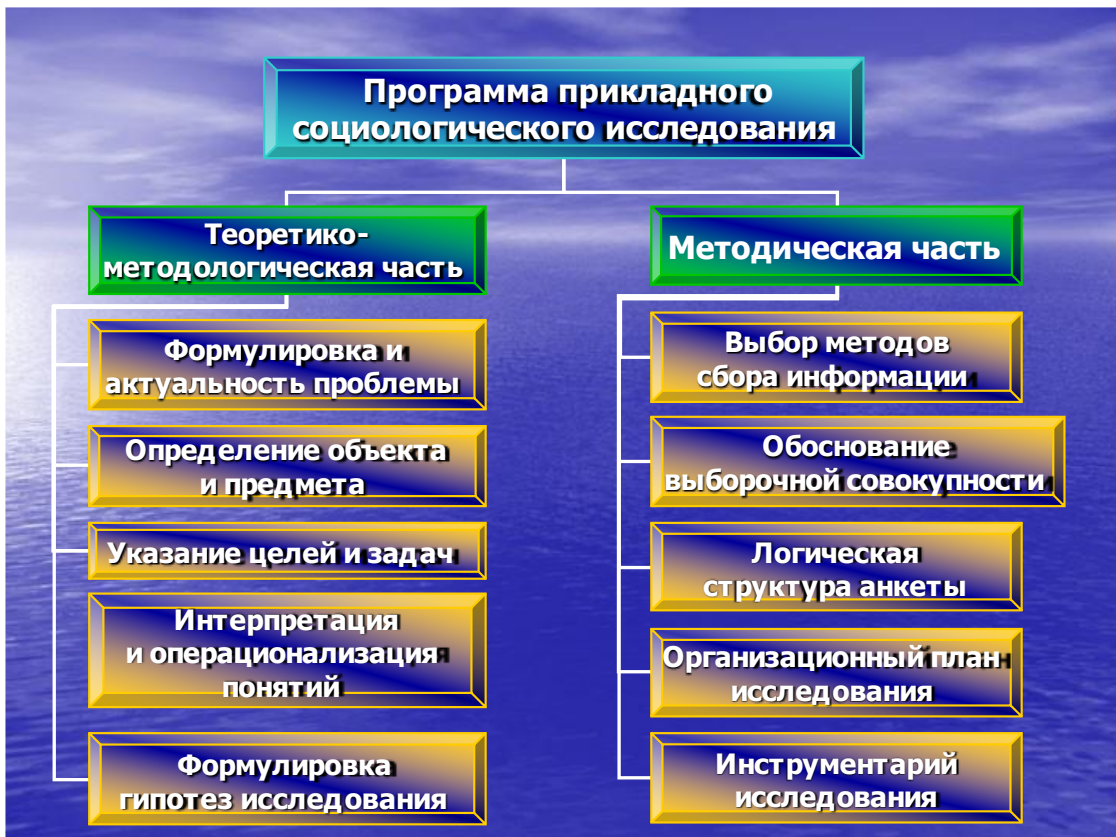 Программа прикладного
социологического исследования
Теоретико-
методологическая часть
Формулировка и
актуальность проблемы
Определение объекта
и предмета
Указание целей и задач
Интерпретация
и операционализация
понятий
Формулировка
гипотез исследования
Методическая часть
Выбор методов
сбора информации
Обоснование
выборочной совокупности
Логическая
структура анкеты
Организационный план
исследования
Инструментарий
исследования